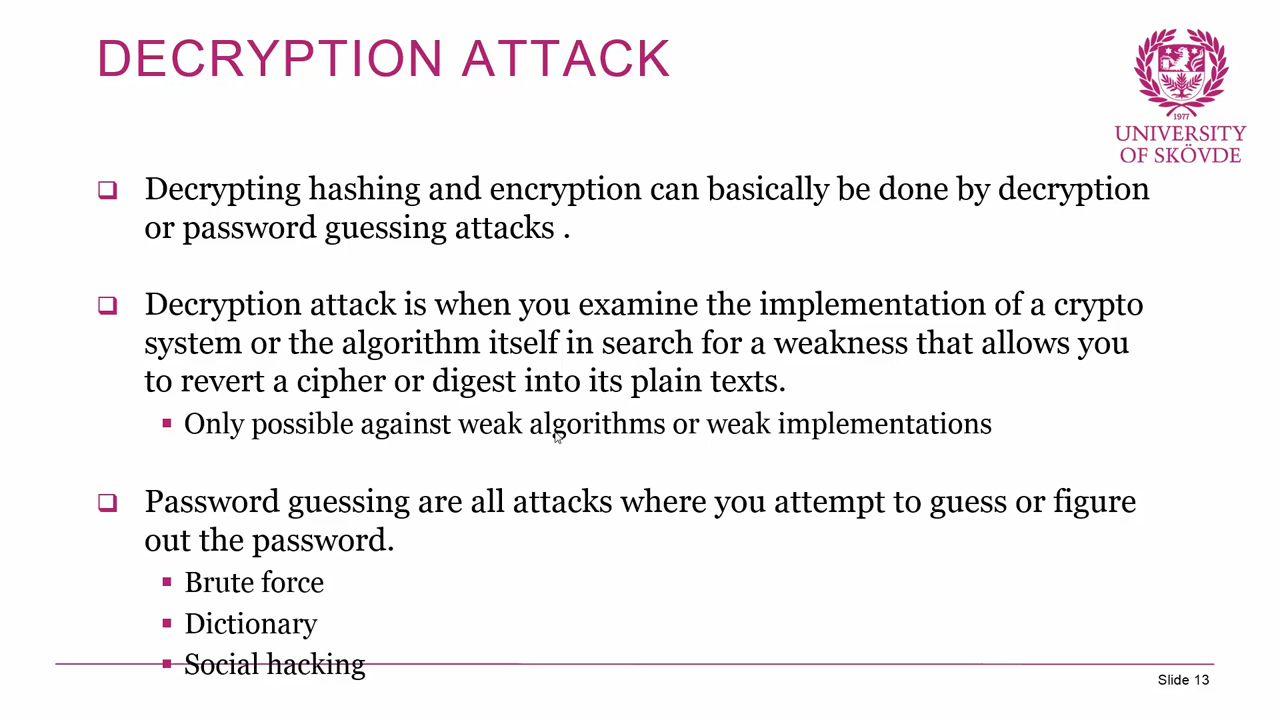 DECRYPTION ATTACK
1977
UNIVERSITY
OF SKÖVDE
Decrypting hashing and encryption can basically be done by decryption
or password guessing attacks .
Decryption attack is when you examine the implementation of a crypto
system or the algorithm itself in search for a weakness that allows you
to revert a cipher or digest into its plain texts.
Only possible against weak algorithms or weak implementations
Password guessing are all attacks where you attempt to guess or figure
out the password.
Brute force
Dictionary
Social hacking
Slide 13